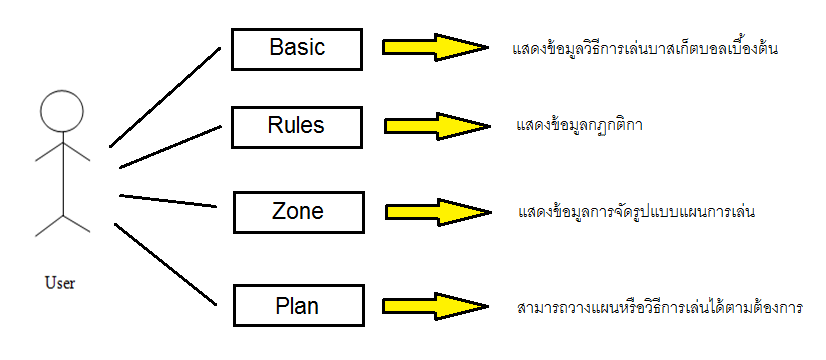 Basic แสดงข้อมูลวิธีการเล่นบาสเก็ตบอลเบื้องต้น
Rules แสดงข้อมูลกฏกติกา
Zone แสดงข้อมูลการจัดรูปแบบแผนการเล่น
User
Plan สามารถวางแผนหรือวิธีการเล่นได้ตามต้องการ